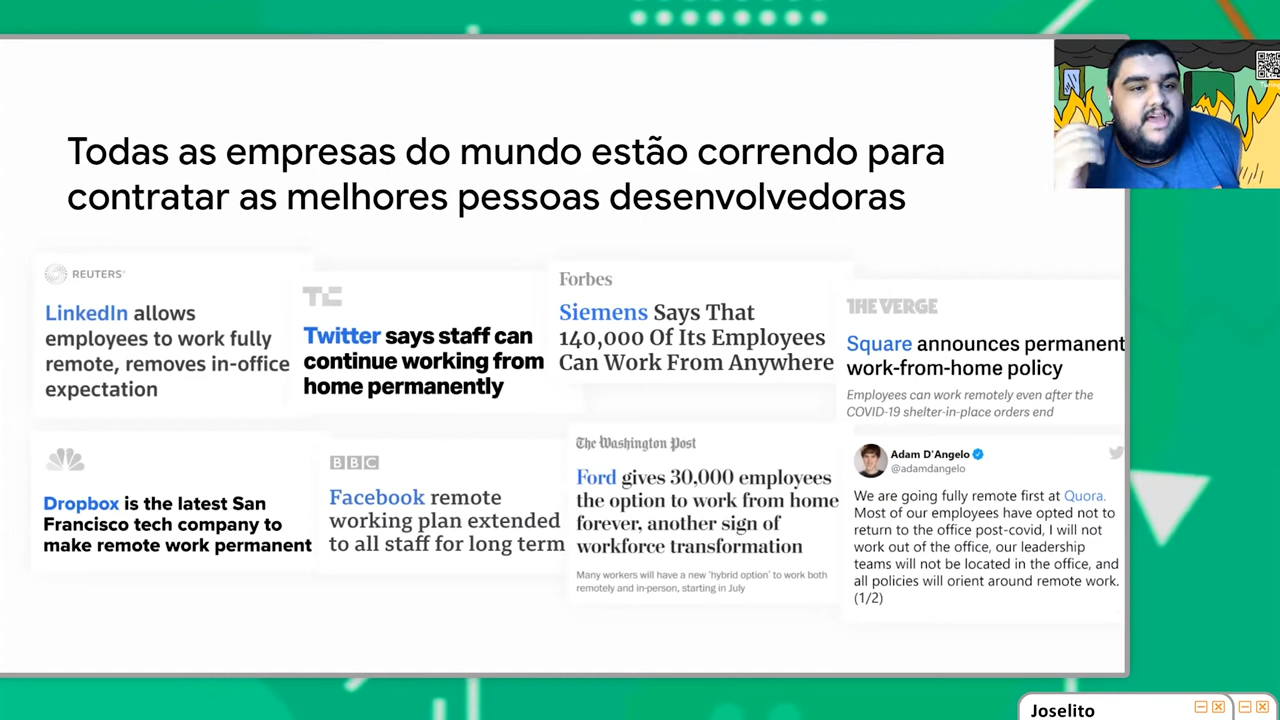 Todas as empresas do mundo estão correndo para
contratar as melhores pessoas desenvolvedoras
REUTERS
LinkedIn allows
employees to work fully
remote, removes in-office
expectation
TC
Twitter says staff can
continue working from
home permanently
Forbes
Siemens Says That
140,000 Of Its Employees
Can Work From Anywhere
THE VERGE
Square announces permanent
work-from-home policy
Employees can work remotely even after the
COVID-19 shelter-in-place orders end
Dropbox is the latest San
Francisco tech company to
make remote work permanent
BBC
Facebook remote
working plan extended
to all staff for long term
The Washington Post
Ford gives 30,000 employees
the option to work from home
forever, another sign of
workforce transformation
Many workers will have a new 'hybrid option' to work both
remotely and in-person, starting in July
Adam D'Angelo
@adamdangelo
We are going fully remote first at Quora.
Most of our employees have opted not to
return to the office post-covid, I will not
work out of the office, our leadership
teams will not be located in the office, and
all policies will orient around remote work.
(1/2)
Joselito